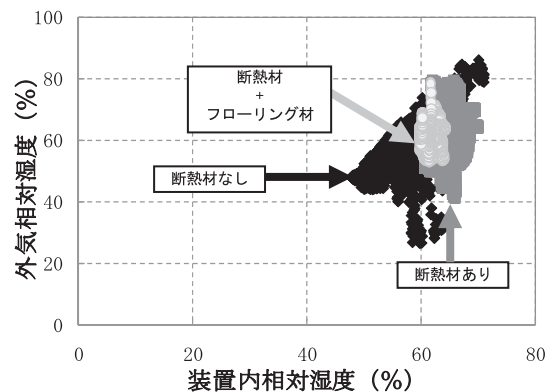 100
80
60
40
20
0
外気相対湿度（%）
断熱材
+
フローリング材
断熱材なし
断熱材あり
0 20 40 60 80
装置内相対湿度（%）